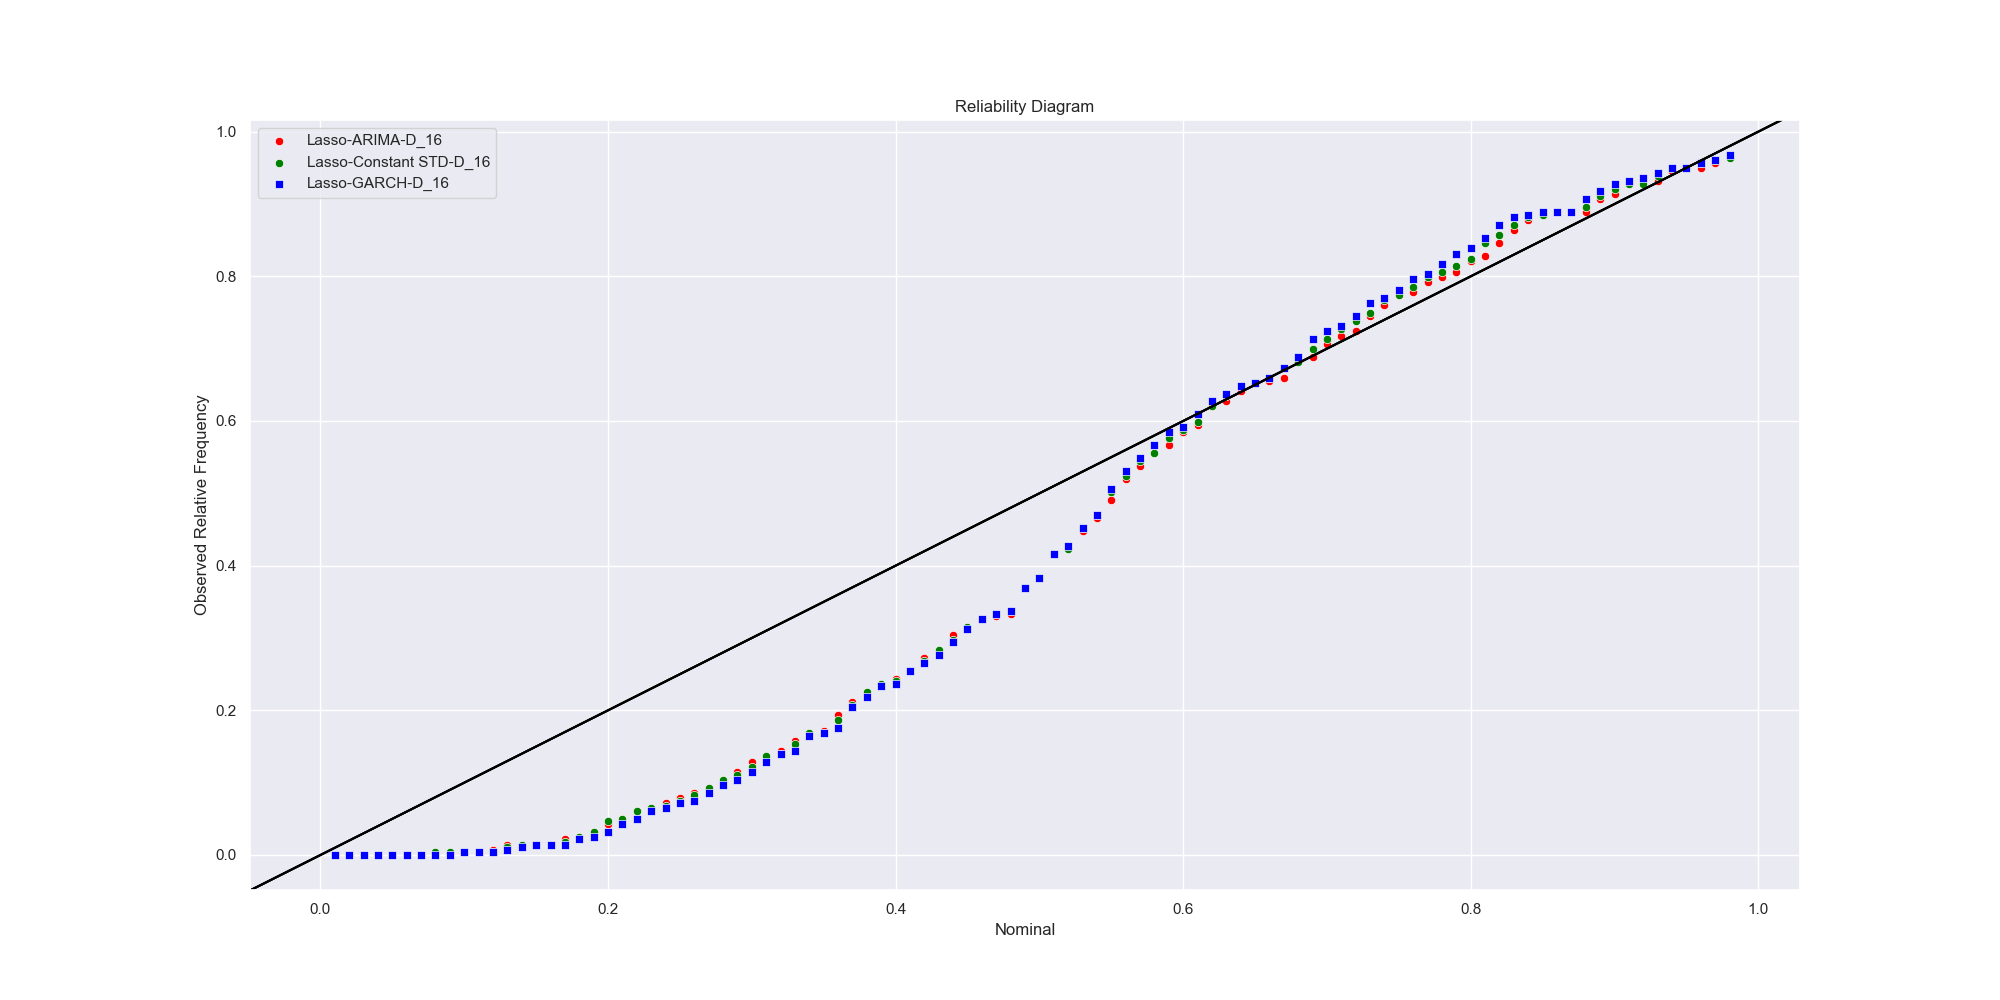 Reliability Diagram
Lasso-ARIMA-D_16
Lasso-Constant STD-D_16
Lasso-GARCH-D_16
1.0
0.8
0.6
0.4
0.2
0.0
Observed Relative Frequency
0.0 0.2 0.4 0.6 0.8 1.0
Nominal